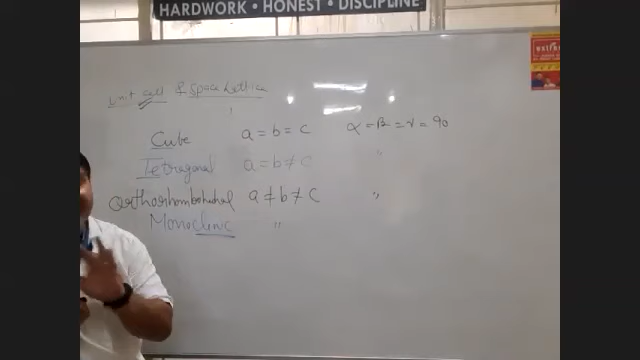 HARDWORK • HONEST • DISCIPLINE
Unit cell & Space Lattice
Cube a = b = c α = β = γ = 90
Tetragonal a = b ≠ c "
Orthorhombohedral a ≠ b ≠ c "
Monoclinic "